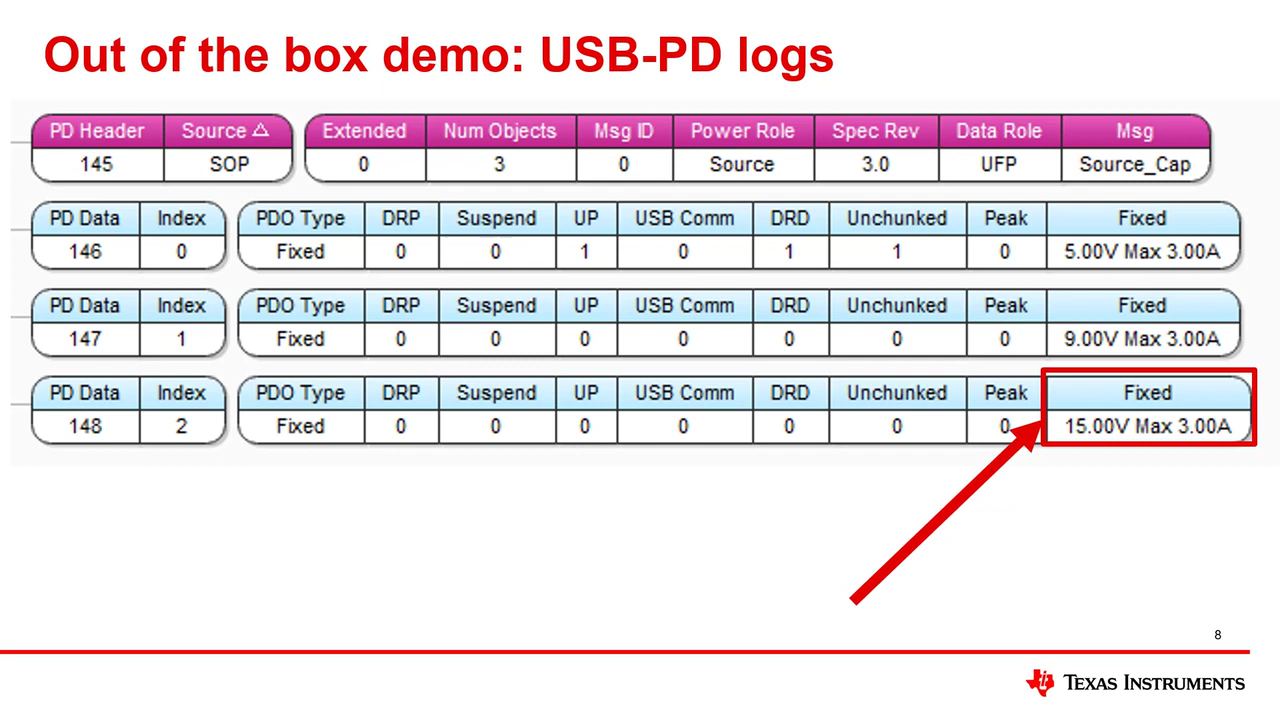 Out of the box demo: USB-PD logs
PD Header Source △ Extended Num Objects Msg ID Power Role Spec Rev Data Role Msg
145 SOP 0 3 0 Source 3.0 UFP Source_Cap
PD Data Index PDO Type DRP Suspend UP USB Comm DRD Unchunked Peak Fixed
146 0 Fixed 0 0 1 0 1 1 0 5.00V Max 3.00A
PD Data Index PDO Type DRP Suspend UP USB Comm DRD Unchunked Peak Fixed
147 1 Fixed 0 0 0 0 0 0 0 9.00V Max 3.00A
PD Data Index PDO Type DRP Suspend UP USB Comm DRD Unchunked Peak Fixed
148 2 Fixed 0 0 0 0 0 0 0 15.00V Max 3.00A
8
TEXAS INSTRUMENTS